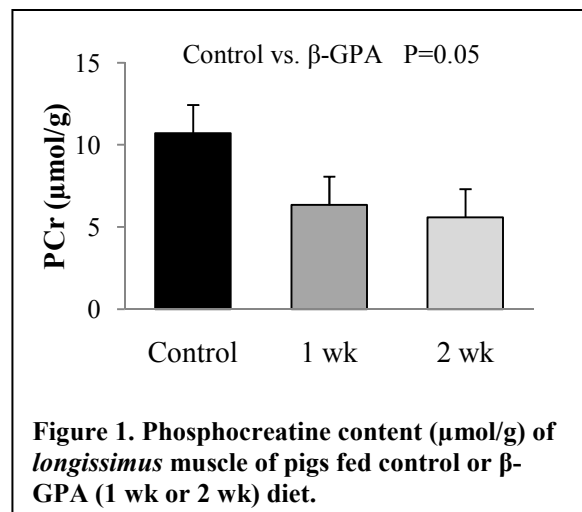 Control vs. β-GPA P=0.05
15
10
5
0
PCr (µmol/g)
Control 1 wk 2 wk
Figure 1. Phosphocreatine content (µmol/g) of
longissimus muscle of pigs fed control or β-
GPA (1 wk or 2 wk) diet.